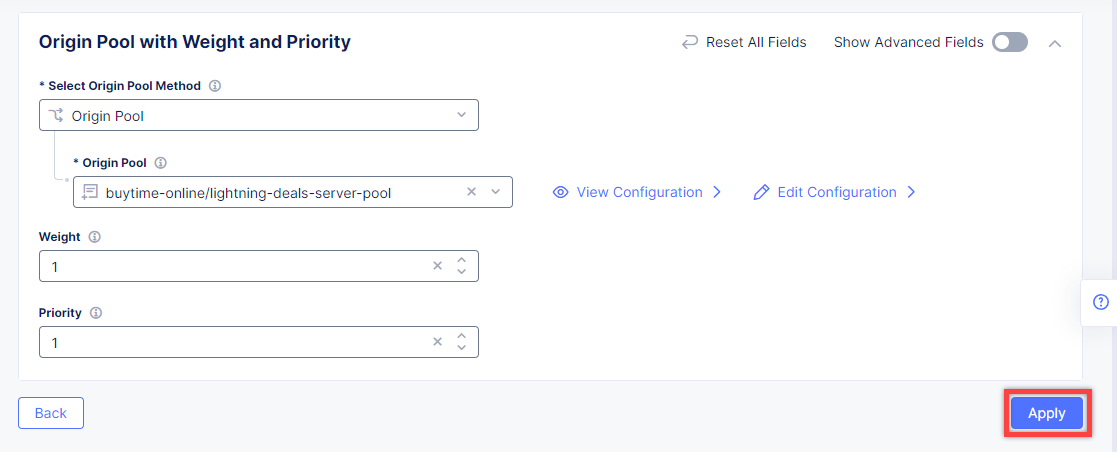 Origin Pool with Weight and Priority
Reset All Fields
Show Advanced Fields
* Select Origin Pool Method
Origin Pool
* Origin Pool
buytime-online/lightning-deals-server-pool
View Configuration
Edit Configuration
Weight
1
Priority
1
Back
Apply